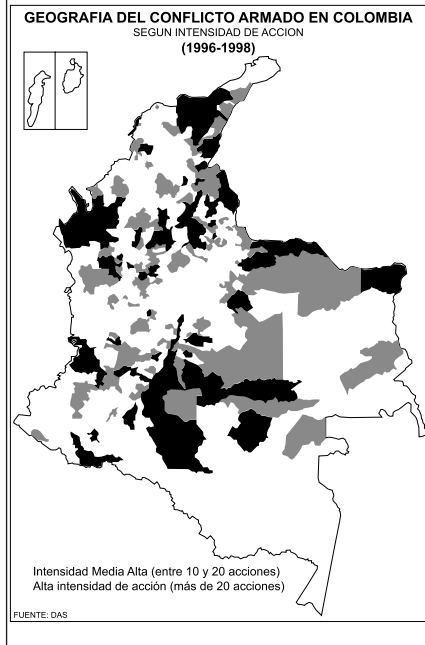 GEOGRAFIA DEL CONFLICTO ARMADO EN COLOMBIA
SEGUN INTENSIDAD DE ACCION
(1996-1998)
Intensidad Media Alta (entre 10 y 20 acciones)
Alta intensidad de acción (más de 20 acciones)
FUENTE: DAS